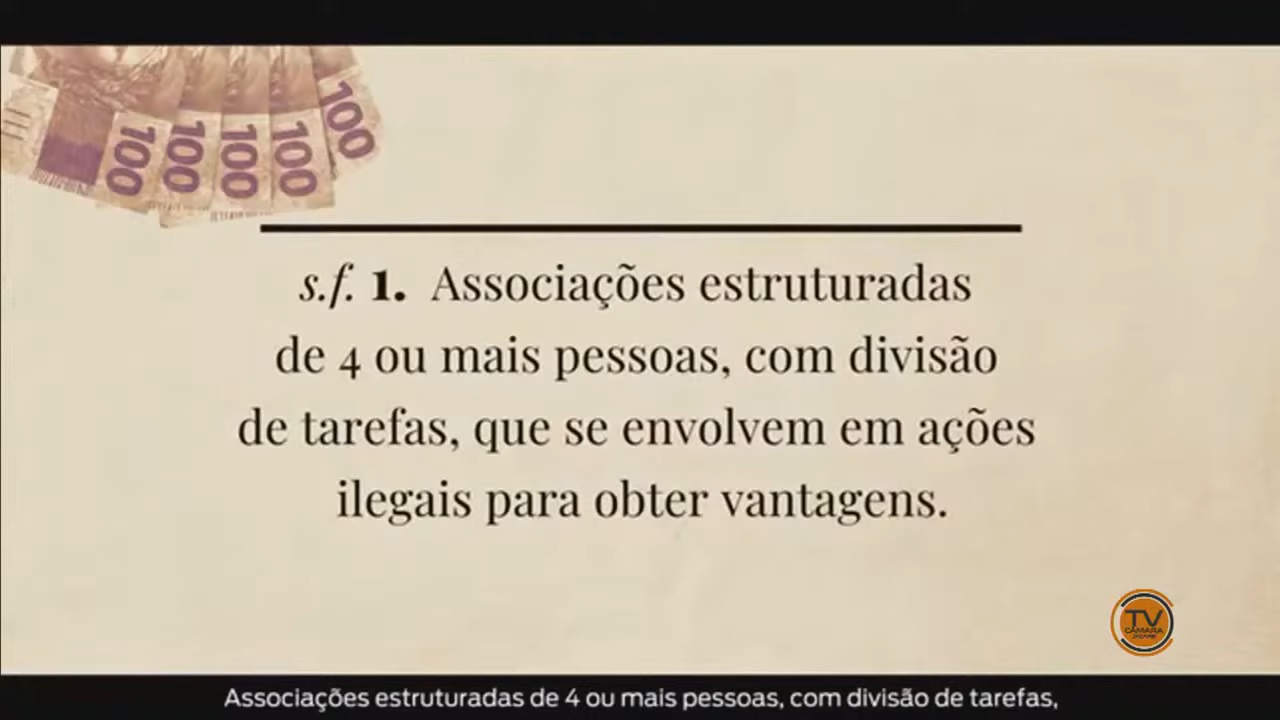 100
100
100
100
100
s.f. 1. Associações estruturadas
de 4 ou mais pessoas, com divisão
de tarefas, que se envolvem em ações
ilegais para obter vantagens.
TV
CÂMARA
Associações estruturadas de 4 ou mais pessoas, com divisão de tarefas,